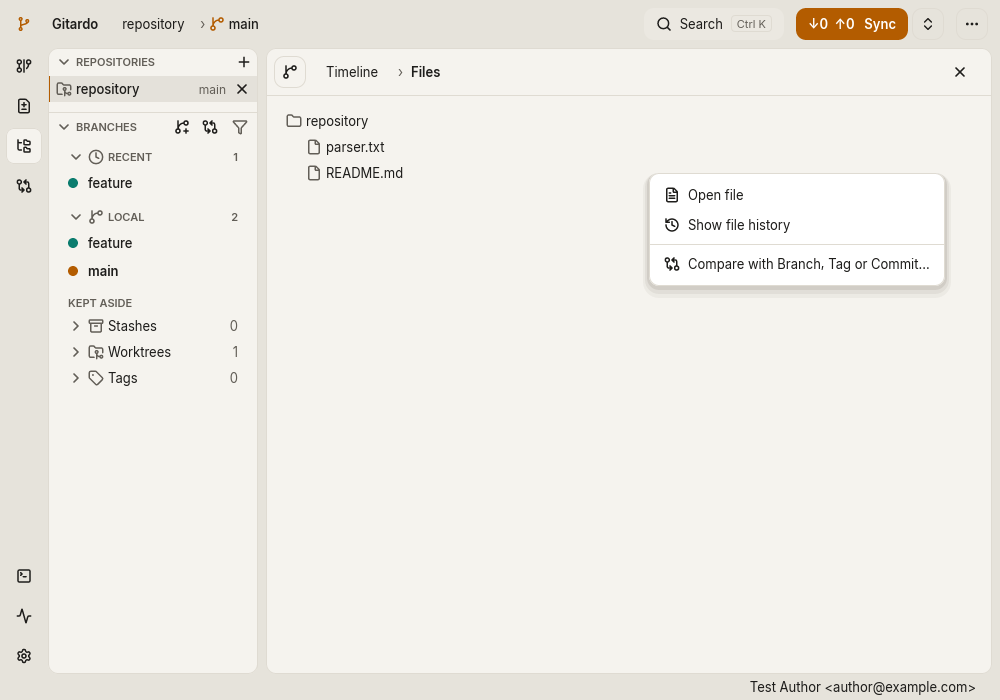 Gitardo repository › main Search Ctrl K ↓0 ↑0 Sync
REPOSITORIES
repository main
BRANCHES
RECENT 1
feature
LOCAL 2
feature
main
KEPT ASIDE
Stashes 0
Worktrees 1
Tags 0
Timeline › Files
repository
parser.txt
README.md
Open file
Show file history
Compare with Branch, Tag or Commit...
Test Author <author@example.com>